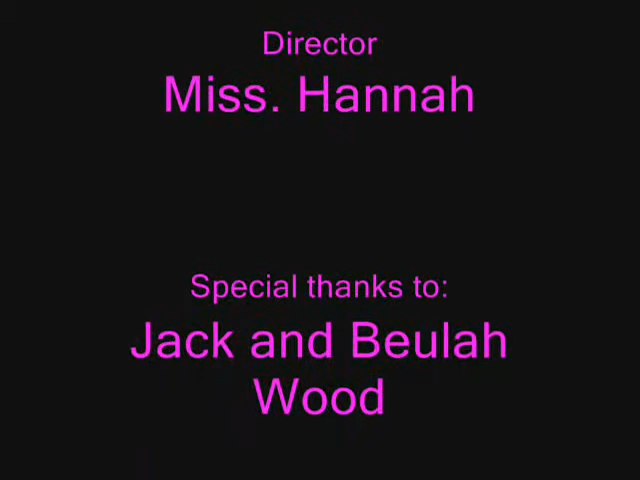 Director
Miss. Hannah
Special thanks to:
Jack and Beulah
Wood